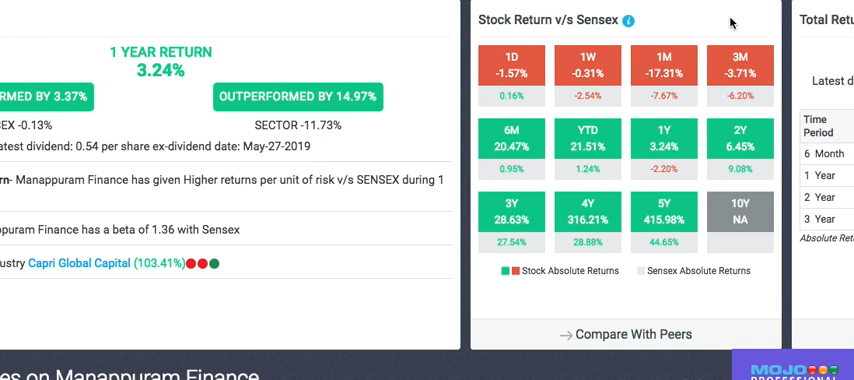 1 YEAR RETURN
3.24%
RMED BY 3.37%
OUTPERFORMED BY 14.97%
EX -0.13%
SECTOR -11.73%
atest dividend: 0.54 per share ex-dividend date: May-27-2019
rn- Manappuram Finance has given Higher returns per unit of risk v/s SENSEX during 1
puram Finance has a beta of 1.36 with Sensex
ustry Capri Global Capital (103.41%)
es on Manappuram Finance
Stock Return v/s Sensex i
1D 1W 1M 3M
-1.57% -0.31% -17.31% -3.71%
0.16% -2.54% -7.67% -6.20%
6M YTD 1Y 2Y
20.47% 21.51% 3.24% 6.45%
0.95% 1.24% -2.20% 9.08%
3Y 4Y 5Y 10Y
28.63% 316.21% 415.98% NA
27.54% 28.88% 44.65%
Stock Absolute Returns Sensex Absolute Returns
Compare With Peers
Total Retu
Latest d
Time
Period
6 Month
1 Year
2 Year
3 Year
Absolute Retu
MOJO
PROFESSIONAL